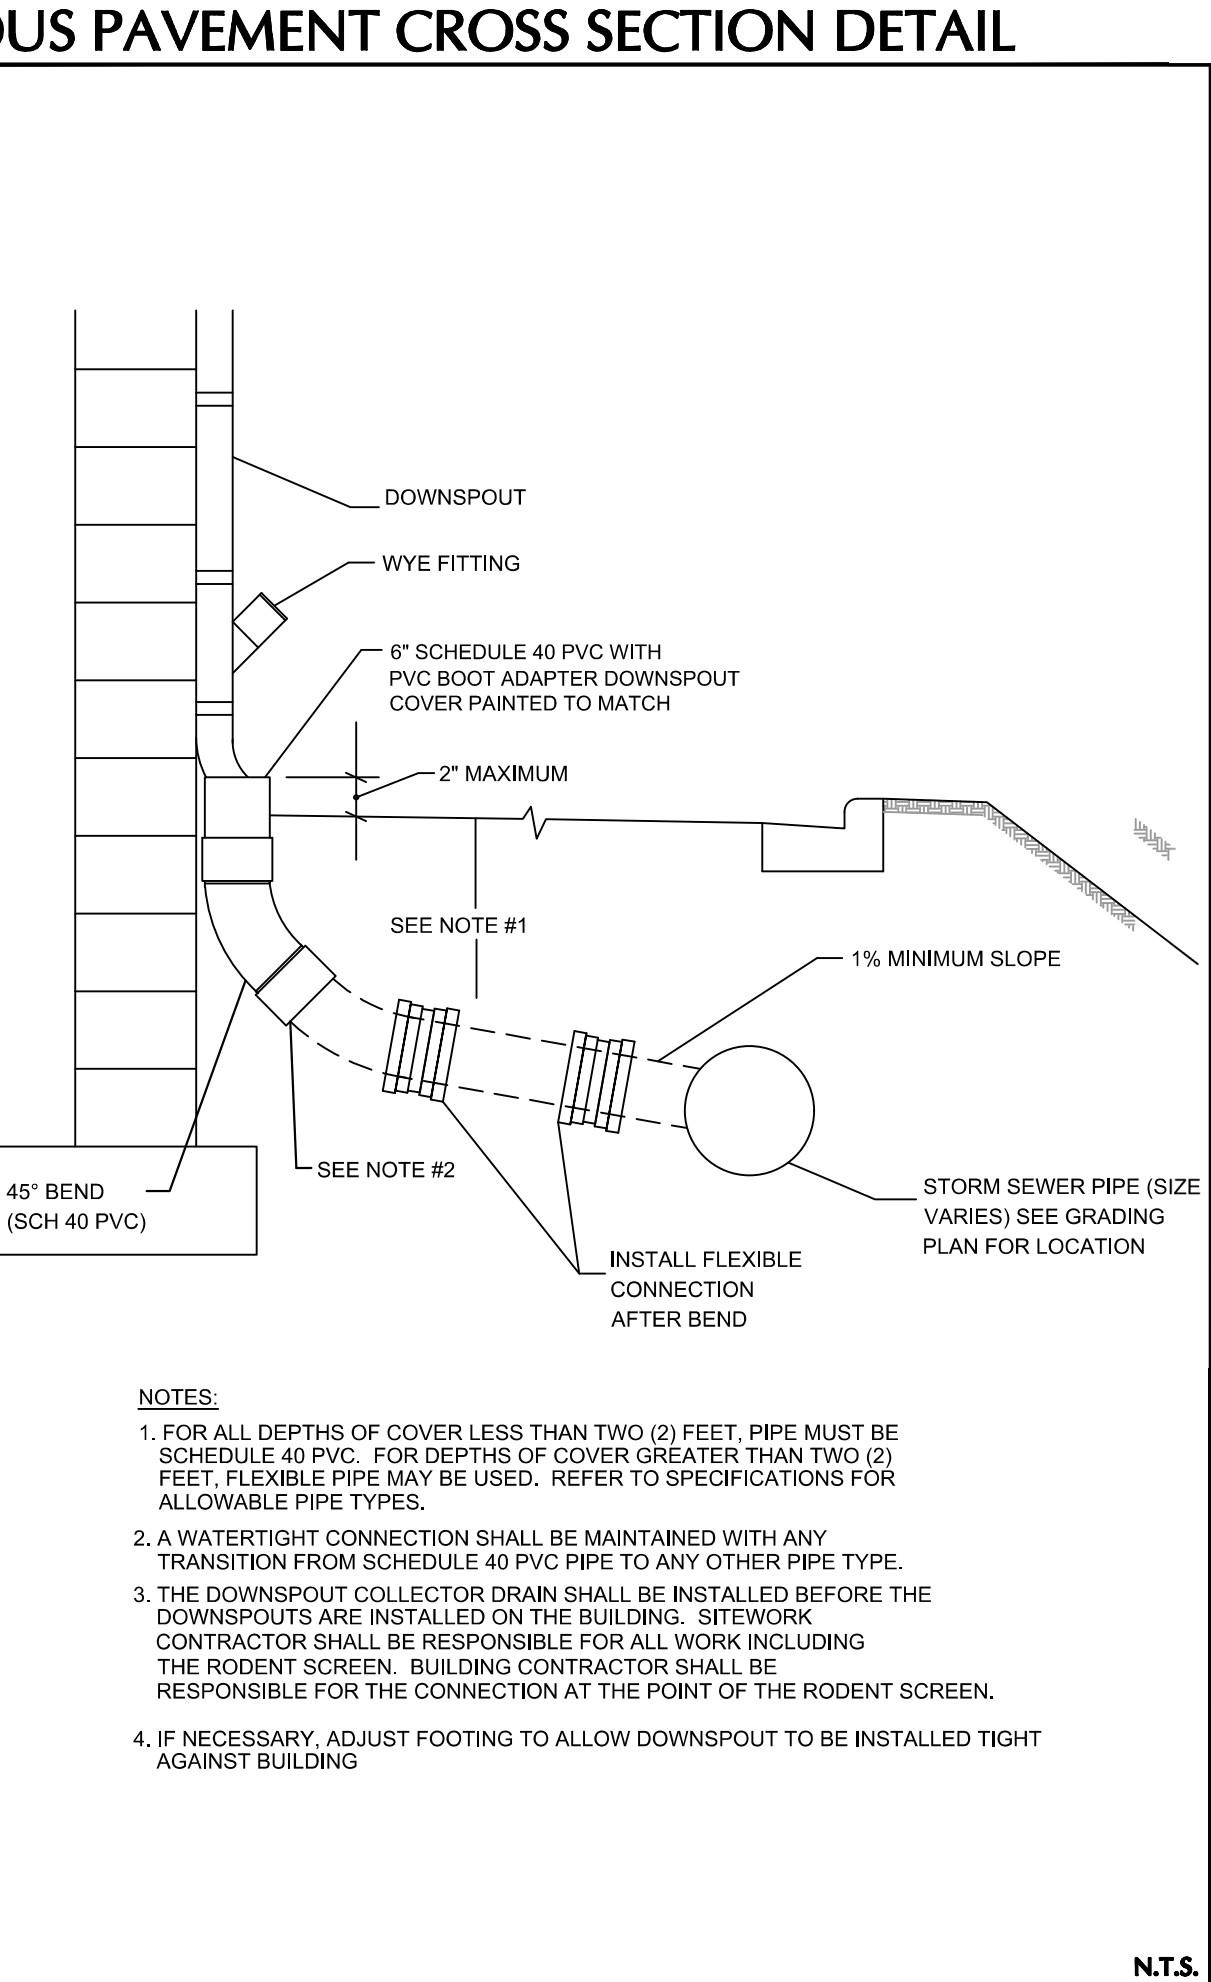 OUS PAVEMENT CROSS SECTION DETAIL
DOWNSPOUT
WYE FITTING
6" SCHEDULE 40 PVC WITH
PVC BOOT ADAPTER DOWNSPOUT
COVER PAINTED TO MATCH
2" MAXIMUM
SEE NOTE #1
1% MINIMUM SLOPE
SEE NOTE #2
45° BEND
(SCH 40 PVC)
STORM SEWER PIPE (SIZE
VARIES) SEE GRADING
PLAN FOR LOCATION
INSTALL FLEXIBLE
CONNECTION
AFTER BEND
NOTES:
1. FOR ALL DEPTHS OF COVER LESS THAN TWO (2) FEET, PIPE MUST BE
SCHEDULE 40 PVC. FOR DEPTHS OF COVER GREATER THAN TWO (2)
FEET, FLEXIBLE PIPE MAY BE USED. REFER TO SPECIFICATIONS FOR
ALLOWABLE PIPE TYPES.
2. A WATERTIGHT CONNECTION SHALL BE MAINTAINED WITH ANY
TRANSITION FROM SCHEDULE 40 PVC PIPE TO ANY OTHER PIPE TYPE.
3. THE DOWNSPOUT COLLECTOR DRAIN SHALL BE INSTALLED BEFORE THE
DOWNSPOUTS ARE INSTALLED ON THE BUILDING. SITEWORK
CONTRACTOR SHALL BE RESPONSIBLE FOR ALL WORK INCLUDING
THE RODENT SCREEN. BUILDING CONTRACTOR SHALL BE
RESPONSIBLE FOR THE CONNECTION AT THE POINT OF THE RODENT SCREEN.
4. IF NECESSARY, ADJUST FOOTING TO ALLOW DOWNSPOUT TO BE INSTALLED TIGHT
AGAINST BUILDING
N.T.S.